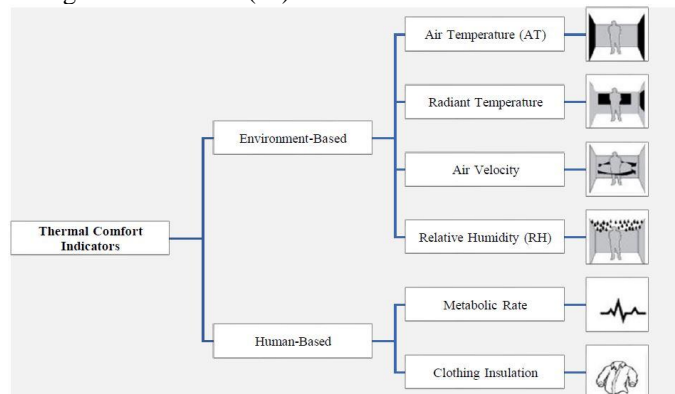 Air Temperature (AT)
Radiant Temperature
Environment-Based
Air Velocity
Thermal Comfort
Indicators
Relative Humidity (RH)
Metabolic Rate
Human-Based
Clothing Insulation